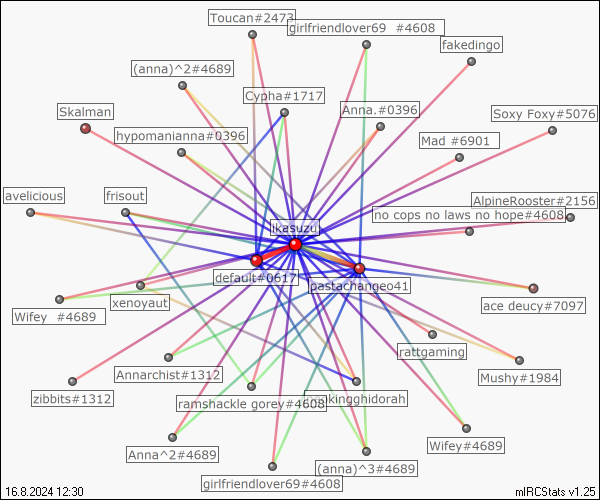 Toucan#2473
girlfriendlover69 #4608
fakedingo
(anna)^2#4689
Cypha#1717
Anna.#0396
Skalman
Soxy Foxy#5076
hypomanianna#0396
Mad #6901
avelicious
frisout
AlpineRooster#2156
no cops no laws no hope#4608
likasuzuj
default#0617
pastachangeo41
xenoyaut
ace deucy#7097
Wifey #4689
rattgaming
Annarchist#1312
Mushy#1984
zibbits#1312
ramshackle gorey#4608
Wifey#4689
Anna^2#4689
(anna)^3#4689
girlfriendlover69#4608
16.8.2024 12:30
mIRCStats v1.25